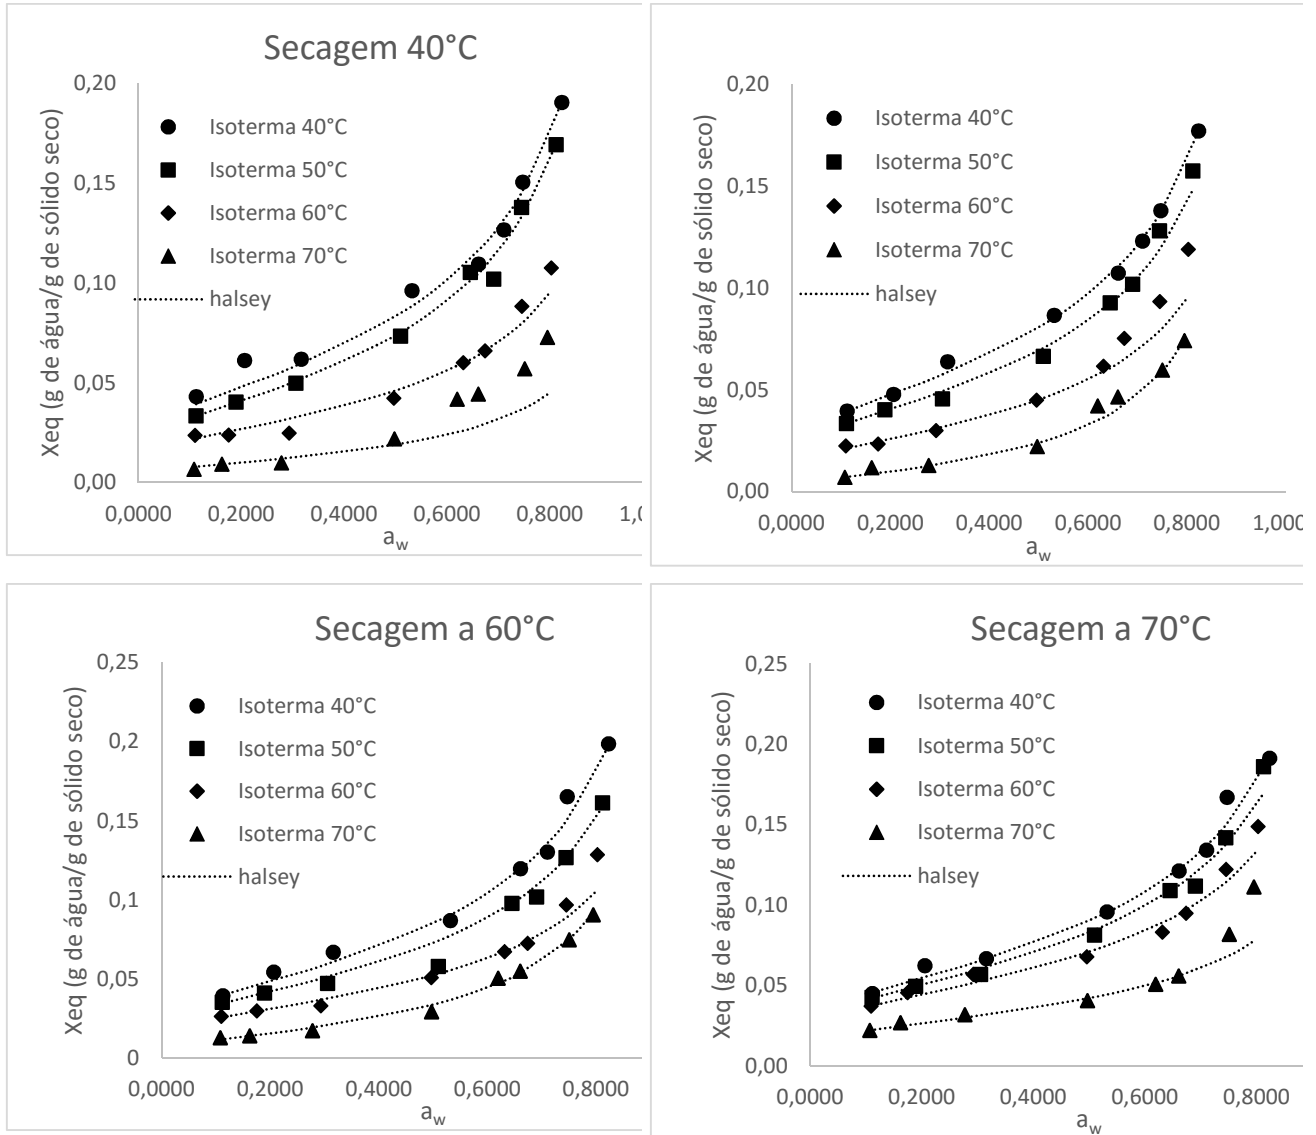 Secagem 40°C
Xeq (g de água/g de sólido seco)
0,20
0,15
0,10
0,05
0,00
Isoterma 40°C
Isoterma 50°C
Isoterma 60°C
Isoterma 70°C
halsey
0,0000 0,2000 0,4000 0,6000 0,8000 1,0
aw
Xeq (g de água/g de sólido seco)
0,20
0,15
0,10
0,05
0,00
Isoterma 40°C
Isoterma 50°C
Isoterma 60°C
Isoterma 70°C
halsey
0,0000 0,2000 0,4000 0,6000 0,8000 1,000
aw
Secagem a 60°C
Xeq (g de água/g de sólido seco)
0,25
0,2
0,15
0,1
0,05
0
Isoterma 40°C
Isoterma 50°C
Isoterma 60°C
Isoterma 70°C
halsey
0,0000 0,2000 0,4000 0,6000 0,8000
aw
Secagem a 70°C
Xeq (g de água/g de sólido seco)
0,25
0,20
0,15
0,10
0,05
0,00
Isoterma 40°C
Isoterma 50°C
Isoterma 60°C
Isoterma 70°C
halsey
0,0000 0,2000 0,4000 0,6000 0,8000
aw